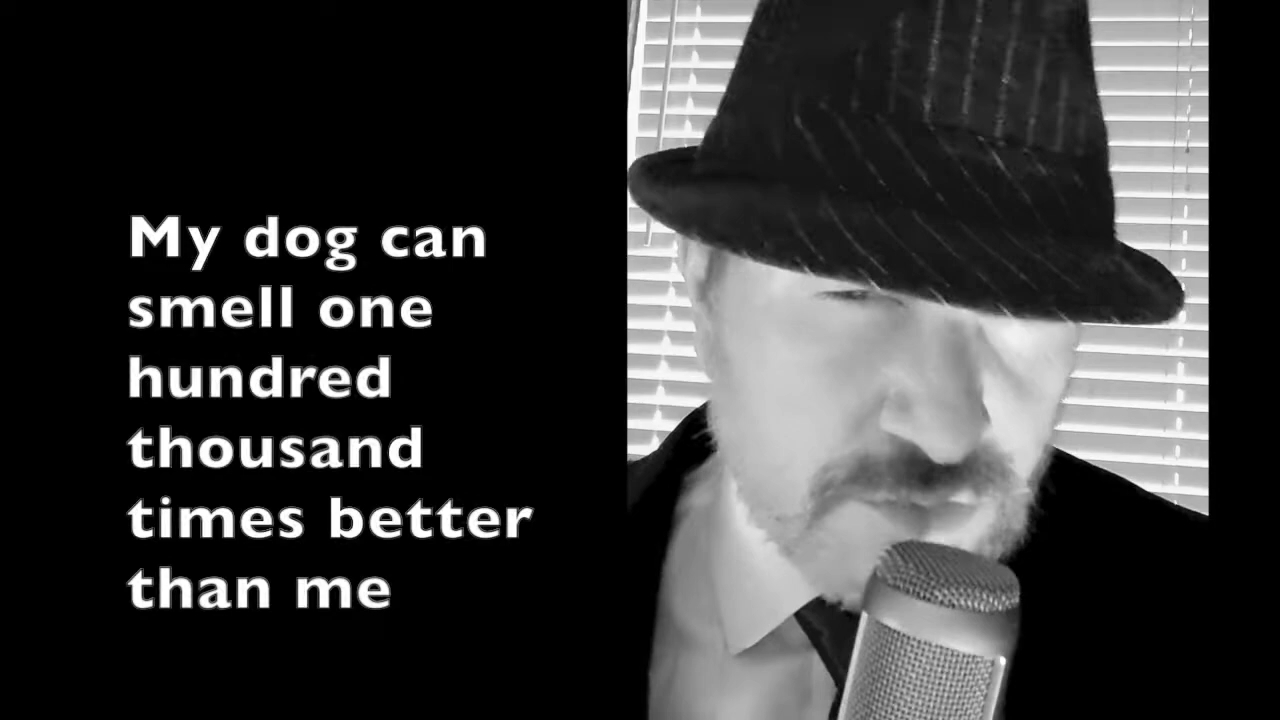 My dog can
smell one
hundred
thousand
times better
than me